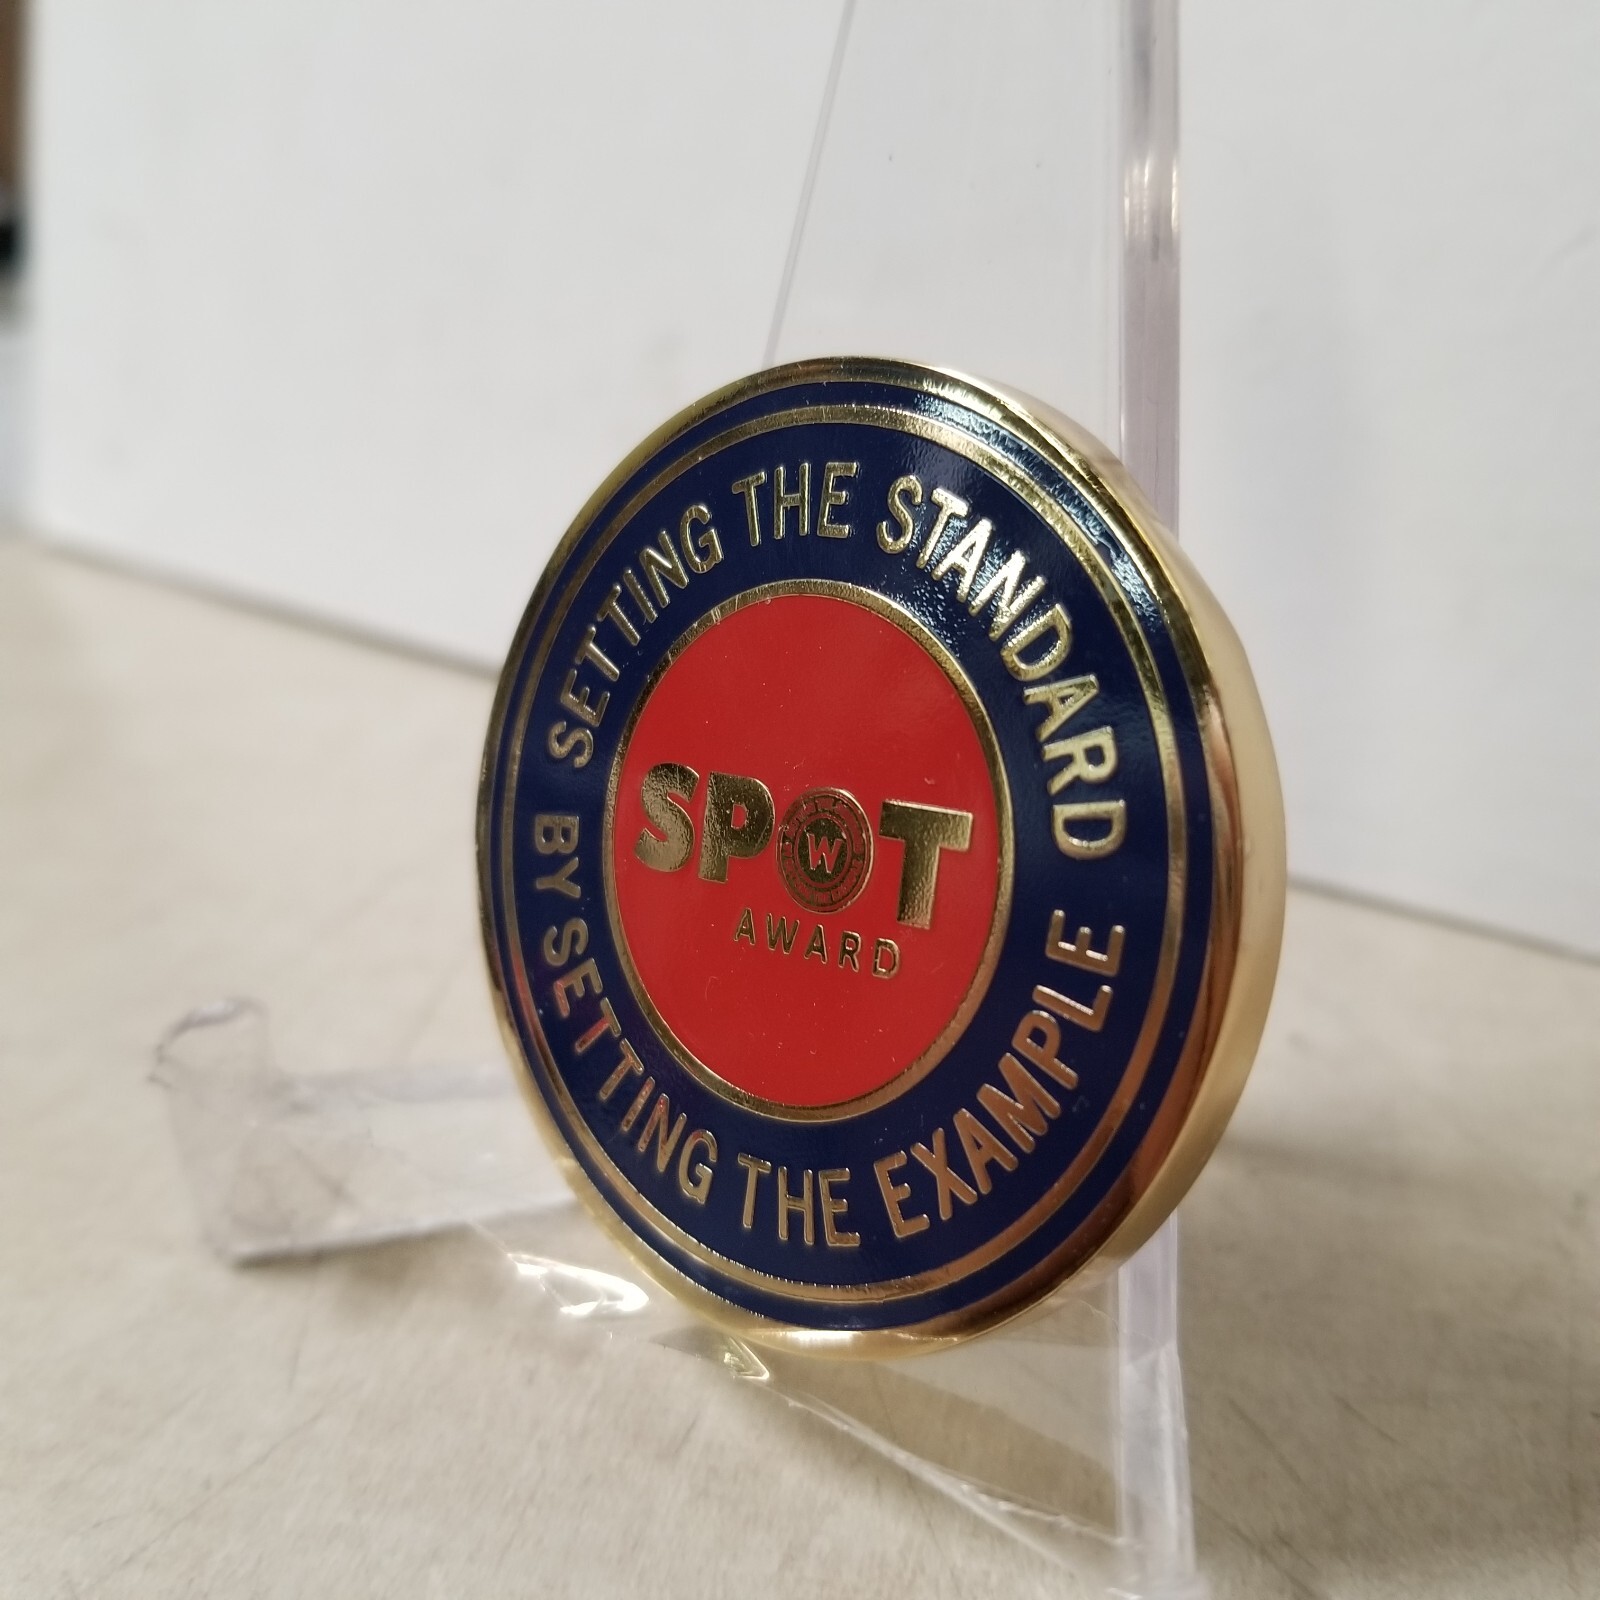 SETTING THE STANDARD
SPOT
W
AWARD
BY SETTING THE EXAMPLE